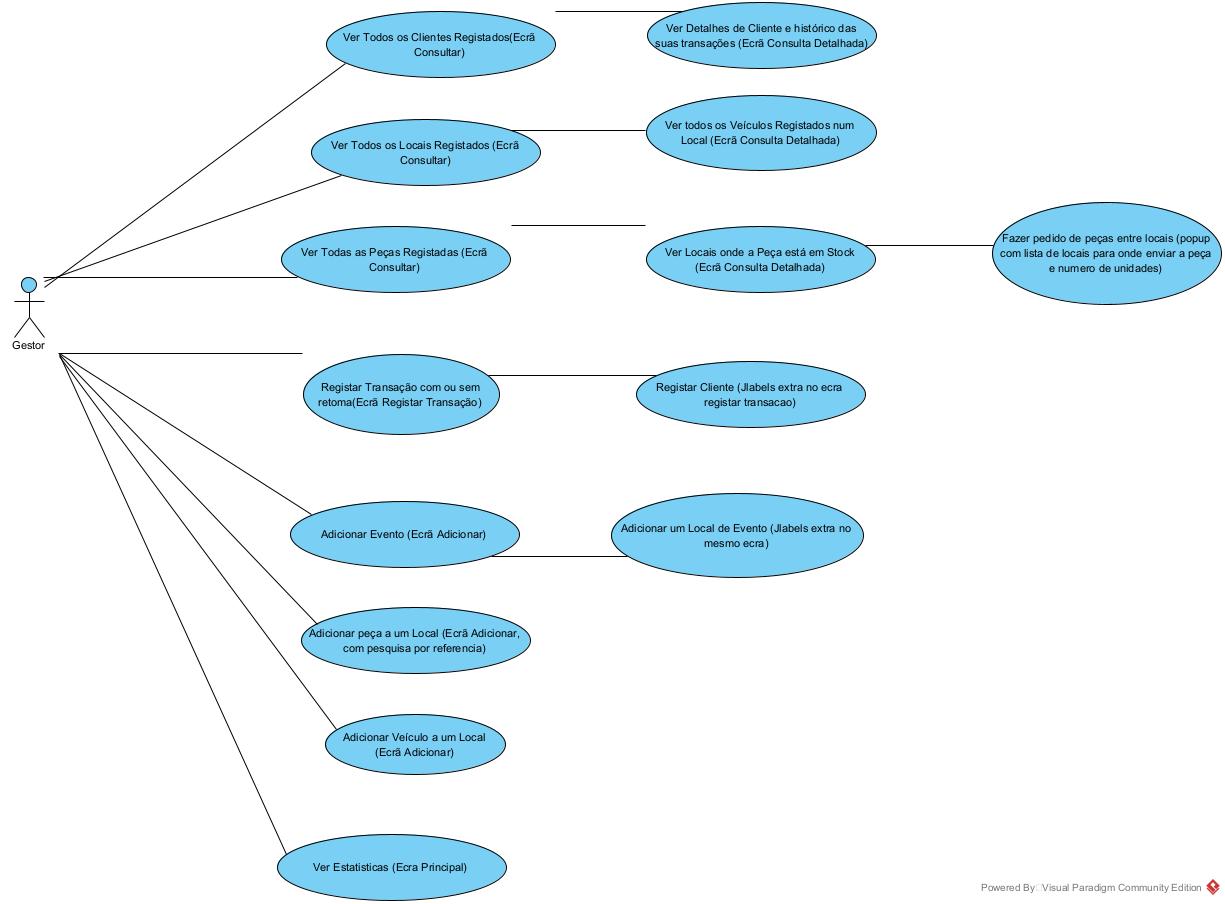 Ver Todos os Clientes Registados(Ecrã
Consultar)
Ver Detalhes de Cliente e histórico das
suas transações (Ecrã Consulta Detalhada)
Ver Todos os Locais Registados (Ecrã
Consultar)
Ver todos os Veículos Registados num
Local (Ecrã Consulta Detalhada)
Ver Todas as Peças Registadas (Ecrã
Consultar)
Ver Locais onde a Peça está em Stock
(Ecrã Consulta Detalhada)
Fazer pedido de peças entre locais (popup
com lista de locais para onde enviar a peça
e numero de unidades)
Gestor
Registar Transação com ou sem
retoma(Ecrã Registar Transação)
Registar Cliente (Jlabels extra no ecra
registar transacao)
Adicionar Evento (Ecrã Adicionar)
Adicionar um Local de Evento (Jlabels extra no
mesmo ecra)
Adicionar peça a um Local (Ecrã Adicionar,
com pesquisa por referencia)
Adicionar Veículo a um Local
(Ecrã Adicionar)
Ver Estatisticas (Ecra Principal)
Powered By Visual Paradigm Community Edition